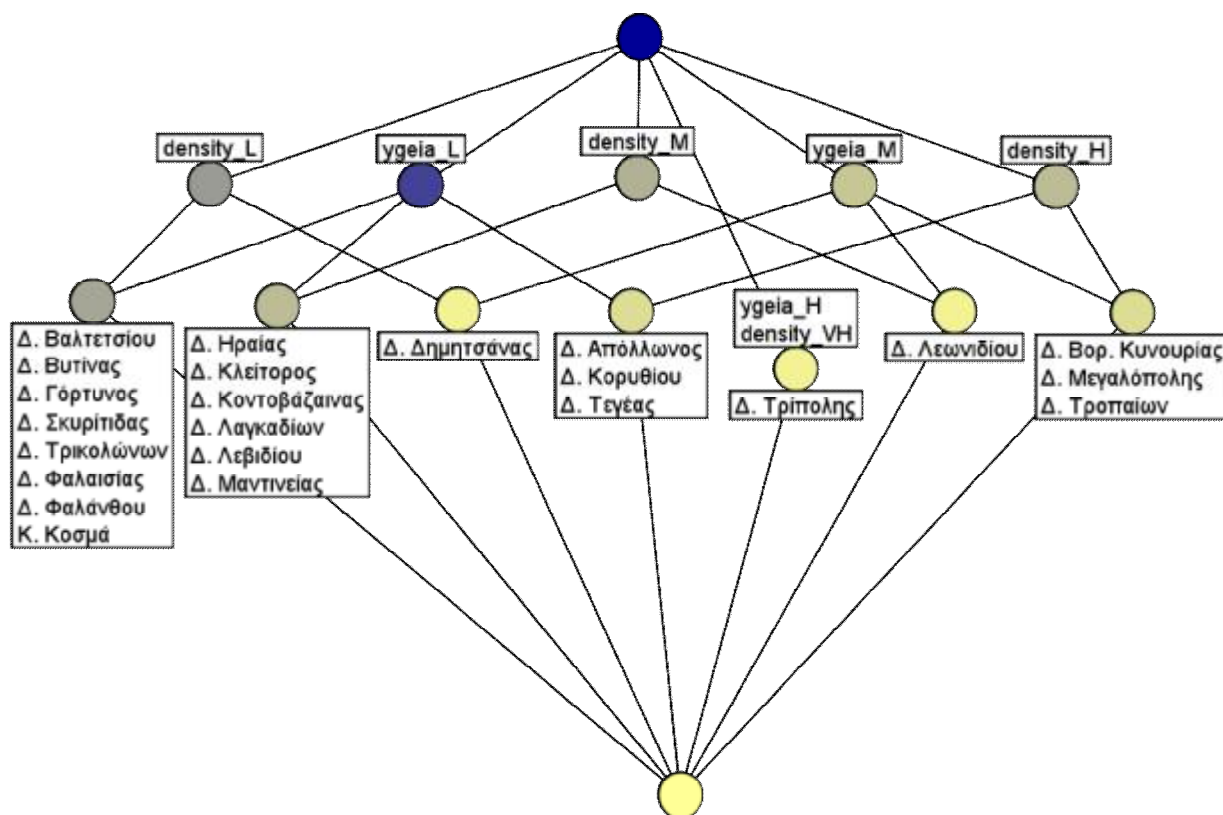 density_L
ygeia_L
density_M
ygeia_M
density_H
Δ. Βαλτετσίου
Δ. Βυτίνας
Δ. Γόρτυνος
Δ. Σκυρίτιδας
Δ. Τρικολώνων
Δ. Φαλαισίας
Δ. Φαλάνθου
Κ. Κοσμά
Δ. Ηραίας
Δ. Κλείτορος
Δ. Κοντοβάζαινας
Δ. Λαγκαδίων
Δ. Λεβιδίου
Δ. Μαντινείας
Δ. Δημητσάνας
Δ. Απόλλωνος
Δ. Κορυθίου
Δ. Τεγέας
ygeia_H
density_VH
Δ. Τρίπολης
Δ. Λεωνιδίου
Δ. Βορ. Κυνουρίας
Δ. Μεγαλόπολης
Δ. Τροπαίων